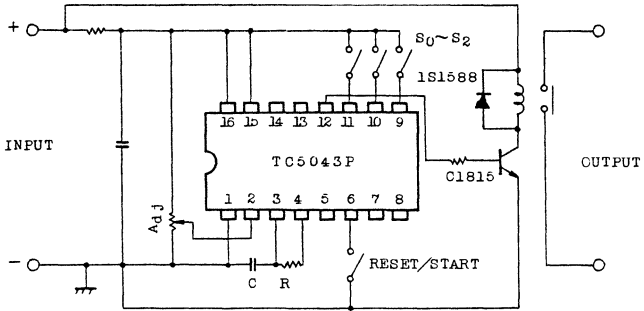 +
S0~S2
1S1588
16 15 14 13 12 11 10 9
INPUT
TC5043P
C1815
OUTPUT
1 2 3 4 5 6 7 8
Adj
−
C R
RESET/START